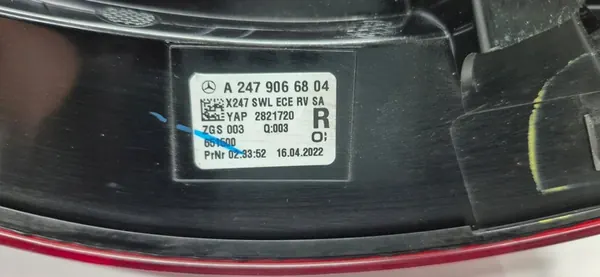 A 247 906 68 04
X247 SWL ECE RV SA
YAP 2821720
ZGS 003 Q:003 R
651500
PrNr 02:33:52 16.04.2022